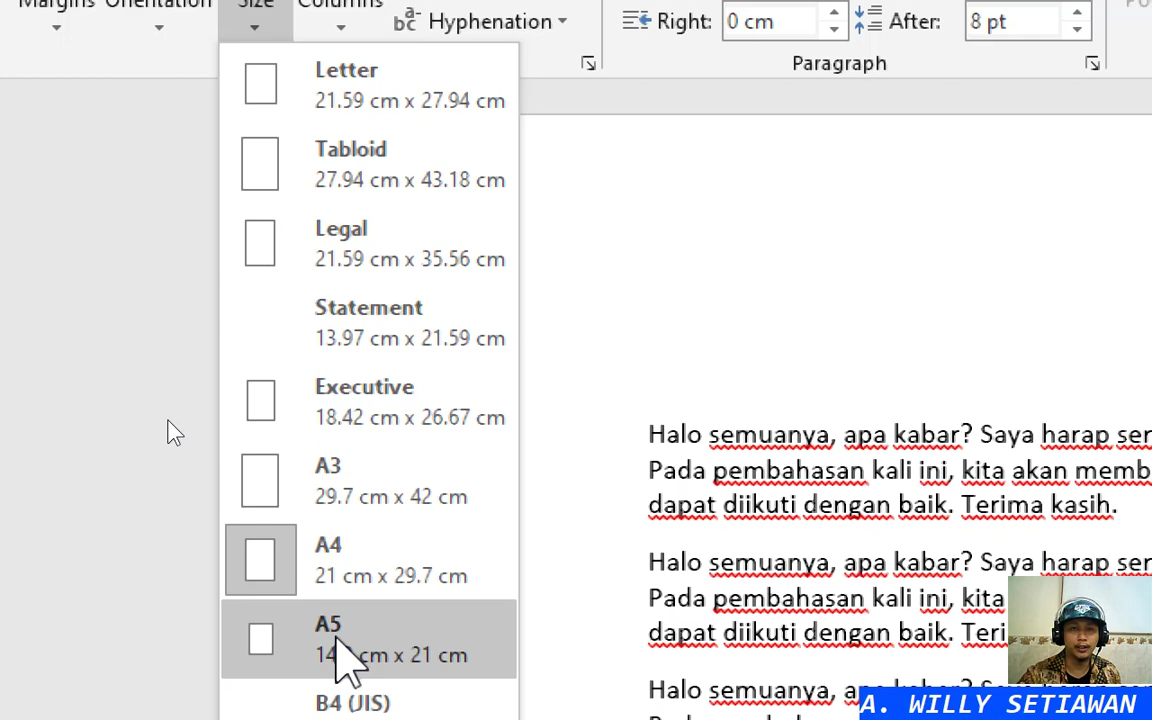 Margins Orientation Size Columns
Hyphenation
Right: 0 cm
After: 8 pt
Paragraph
Letter
21.59 cm x 27.94 cm
Tabloid
27.94 cm x 43.18 cm
Legal
21.59 cm x 35.56 cm
Statement
13.97 cm x 21.59 cm
Executive
18.42 cm x 26.67 cm
A3
29.7 cm x 42 cm
A4
21 cm x 29.7 cm
A5
cm x 21 cm
B4 (JIS)
Halo semuanya, apa kabar? Saya harap
Pada pembahasan kali ini, kita akan
dapat diikuti dengan baik. Terima kasih.
Halo semuanya, apa kabar? Saya harap
Pada pembahasan kali ini, kita
dapat diikuti dengan baik.
Halo semuanya, apa kabar? Saya harap
A. WILLY SETIAWAN